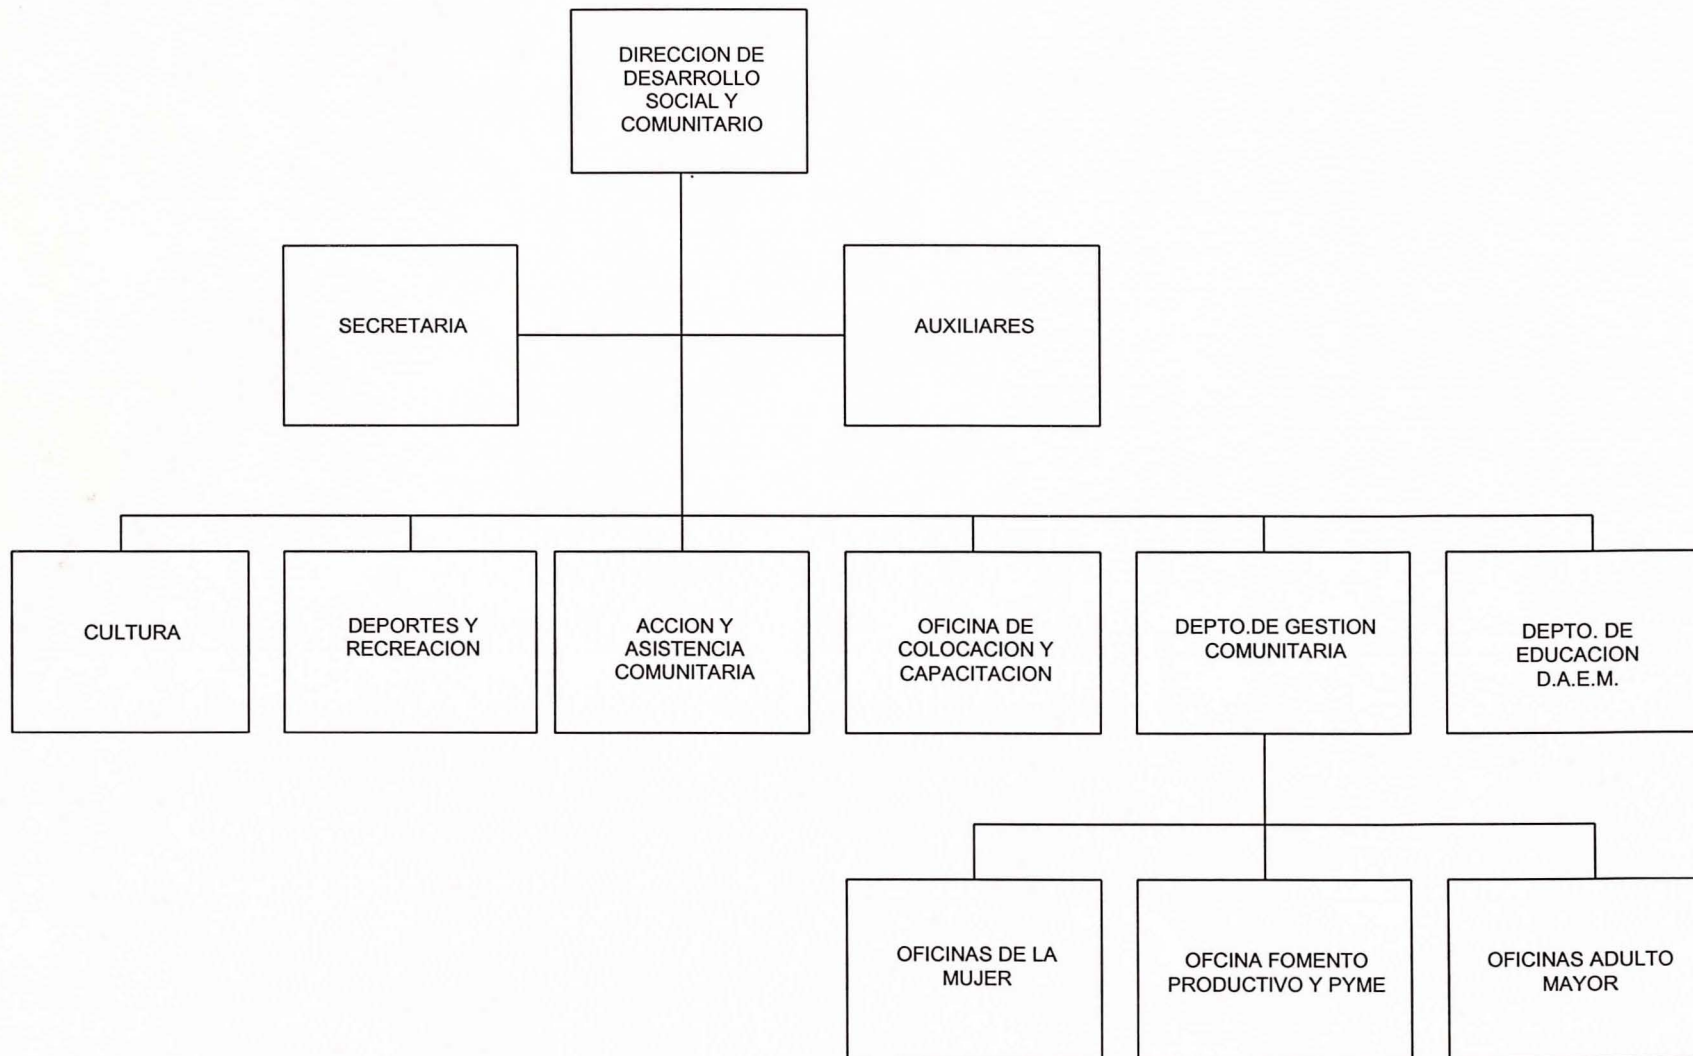 DIRECCION DE
DESARROLLO
SOCIAL Y
COMUNITARIO
SECRETARIA
AUXILIARES
CULTURA
DEPORTES Y
RECREACION
ACCION Y
ASISTENCIA
COMUNITARIA
OFICINA DE
COLOCACION Y
CAPACITACION
DEPTO.DE GESTION
COMUNITARIA
DEPTO. DE
EDUCACION
D.A.E.M.
OFICINAS DE LA
MUJER
OFCINA FOMENTO
PRODUCTIVO Y PYME
OFICINAS ADULTO
MAYOR